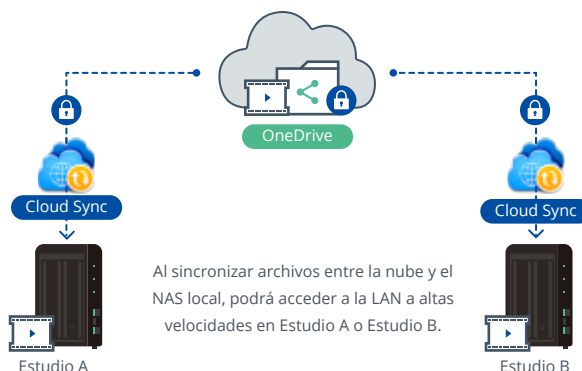 OneDrive
Cloud Sync
Cloud Sync
Al sincronizar archivos entre la nube y el
NAS local, podrá acceder a la LAN a altas
velocidades en Estudio A o Estudio B.
Estudio A
Estudio B